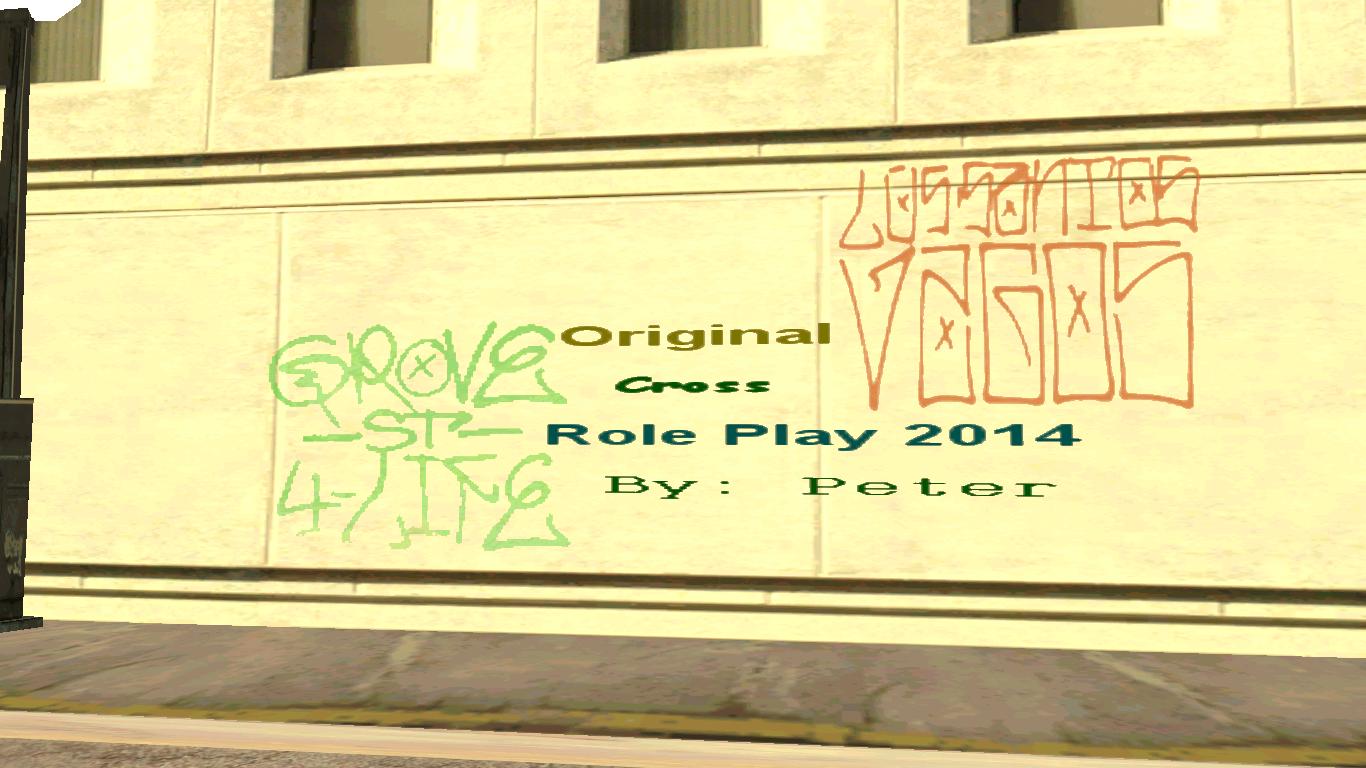 LOS SANTOS
VAGOS
GROVE
-ST-
4-LIFE
Original
Cross
Role Play 2014
By: Peter